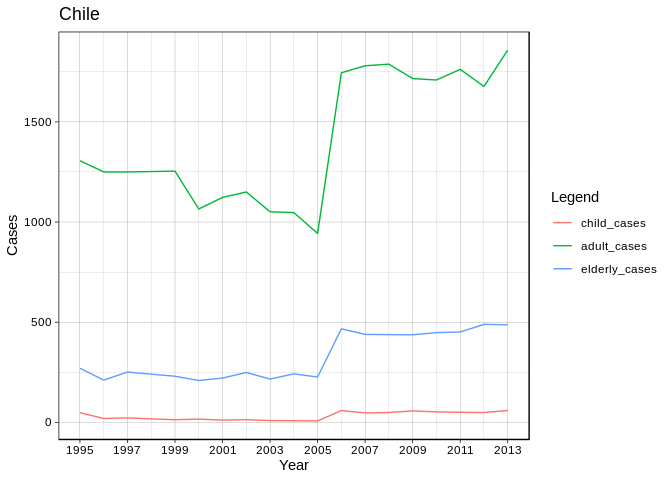 Chile
1500
1000
500
0
Cases
1995 1997 1999 2001 2003 2005 2007 2009 2011 2013
Year
Legend
child_cases
adult_cases
elderly_cases